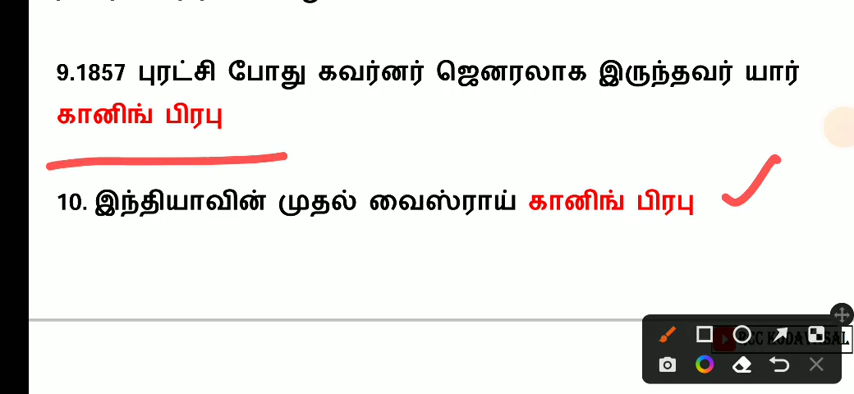 9.1857 புரட்சி போது கவர்னர் ஜெனரலாக இருந்தவர் யார்
கானிங் பிரபு
10. இந்தியாவின் முதல் வைஸ்ராய் கானிங் பிரபு